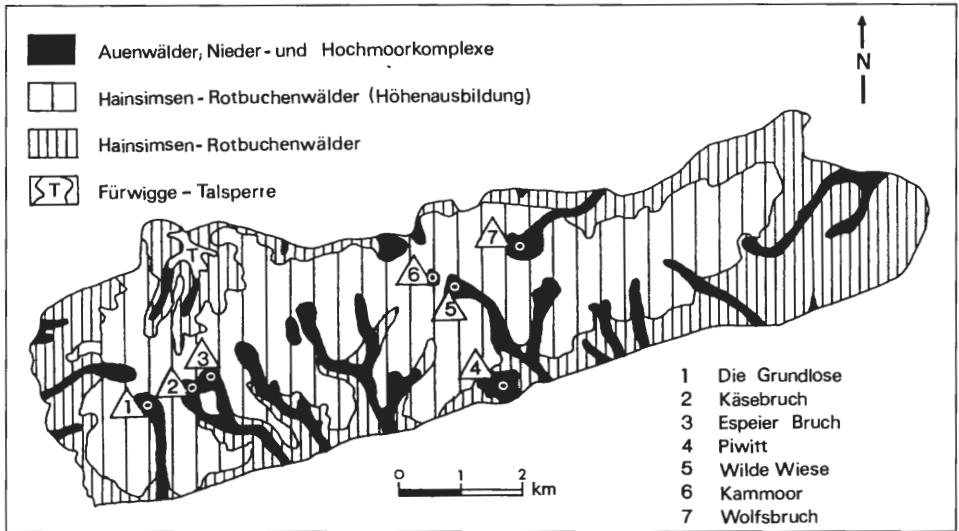 Auenwälder, Nieder- und Hochmoorkomplexe
Hainsimsen-Rotbuchenwälder (Höhenausbildung)
Hainsimsen-Rotbuchenwälder
T Fürwigge-Talsperre
N
T
7
6
5
3
4
2
1
0 1 2 km
1 Die Grundlose
2 Käsebruch
3 Espeier Bruch
4 Piwitt
5 Wilde Wiese
6 Kammoor
7 Wolfsbruch